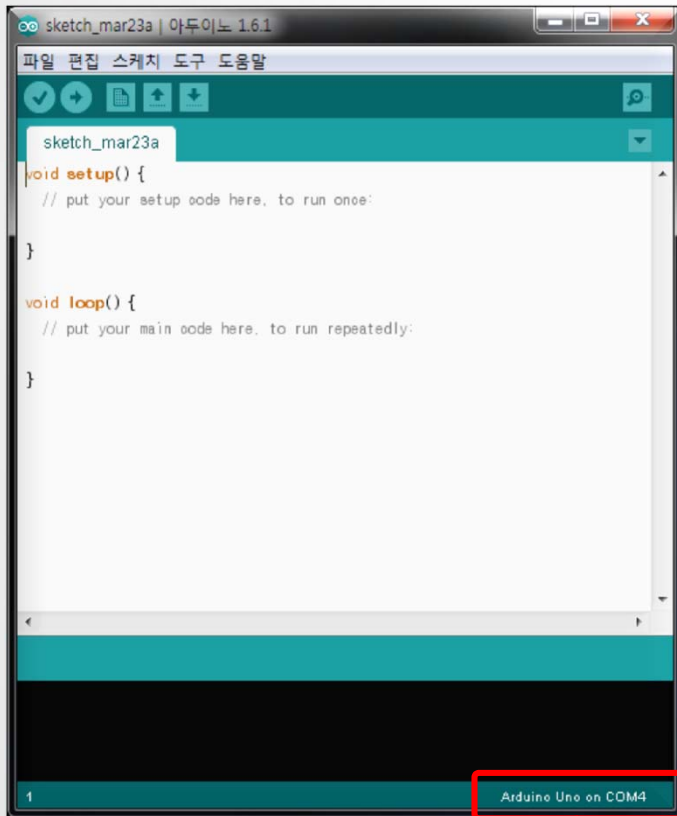 sketch_mar23a | 아두이노 1.6.1
파일 편집 스케치 도구 도움말
sketch_mar23a
void setup() {
// put your setup code here, to run once:
}
void loop() {
// put your main code here, to run repeatedly:
}
1
Arduino Uno on COM4